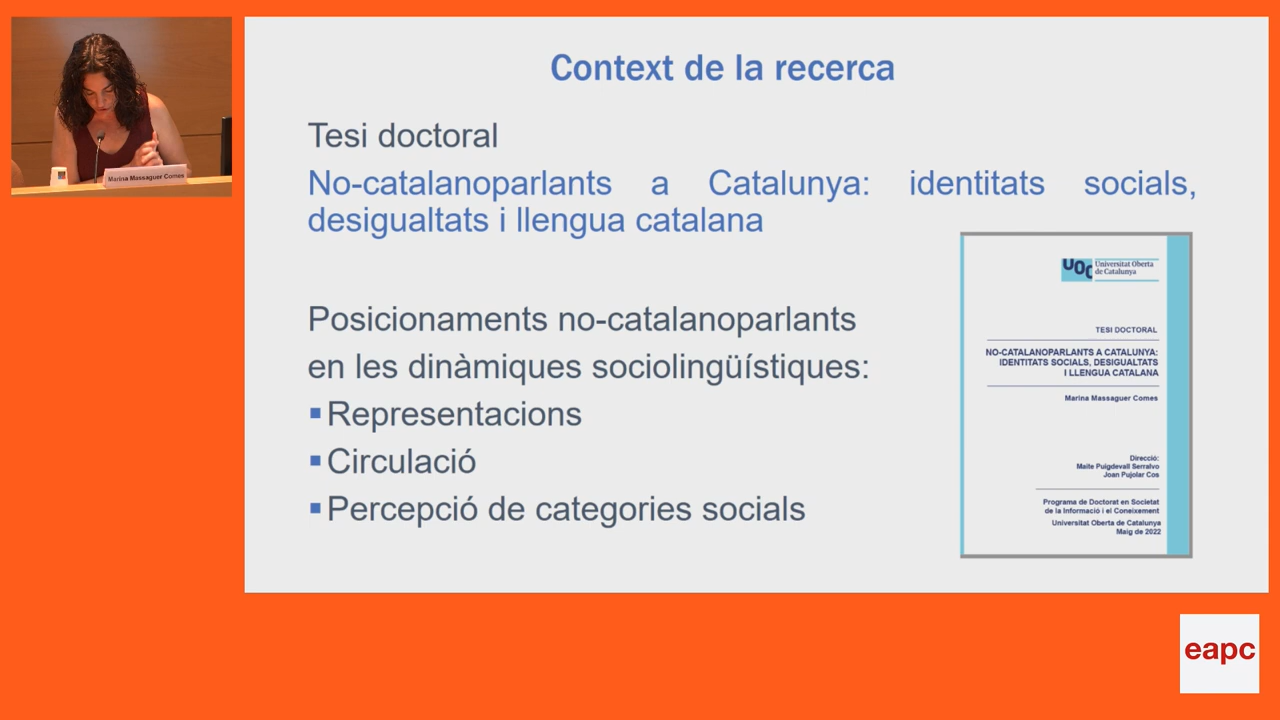 Marina Massaguer Comes
Context de la recerca
Tesi doctoral
No-catalanoparlants a Catalunya: identitats socials,
desigualtats i llengua catalana
Posicionaments no-catalanoparlants
en les dinàmiques sociolingüístiques:
▪Representacions
▪Circulació
▪Percepció de categories socials
UOC Universitat Oberta
de Catalunya
TESI DOCTORAL
NO-CATALANOPARLANTS A CATALUNYA:
IDENTITATS SOCIALS, DESIGUALTATS
I LLENGUA CATALANA
Marina Massaguer Comes
Direcció:
Maite Puigdevall Serralvo
Joan Pujolar Cos
Programa de Doctorat en Societat
de la Informació i el Coneixement
Universitat Oberta de Catalunya
Maig de 2022
eapc